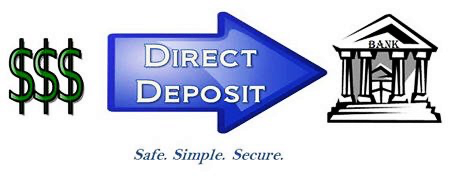 $$$
DIRECT
DEPOSIT
BANK
Safe. Simple. Secure.